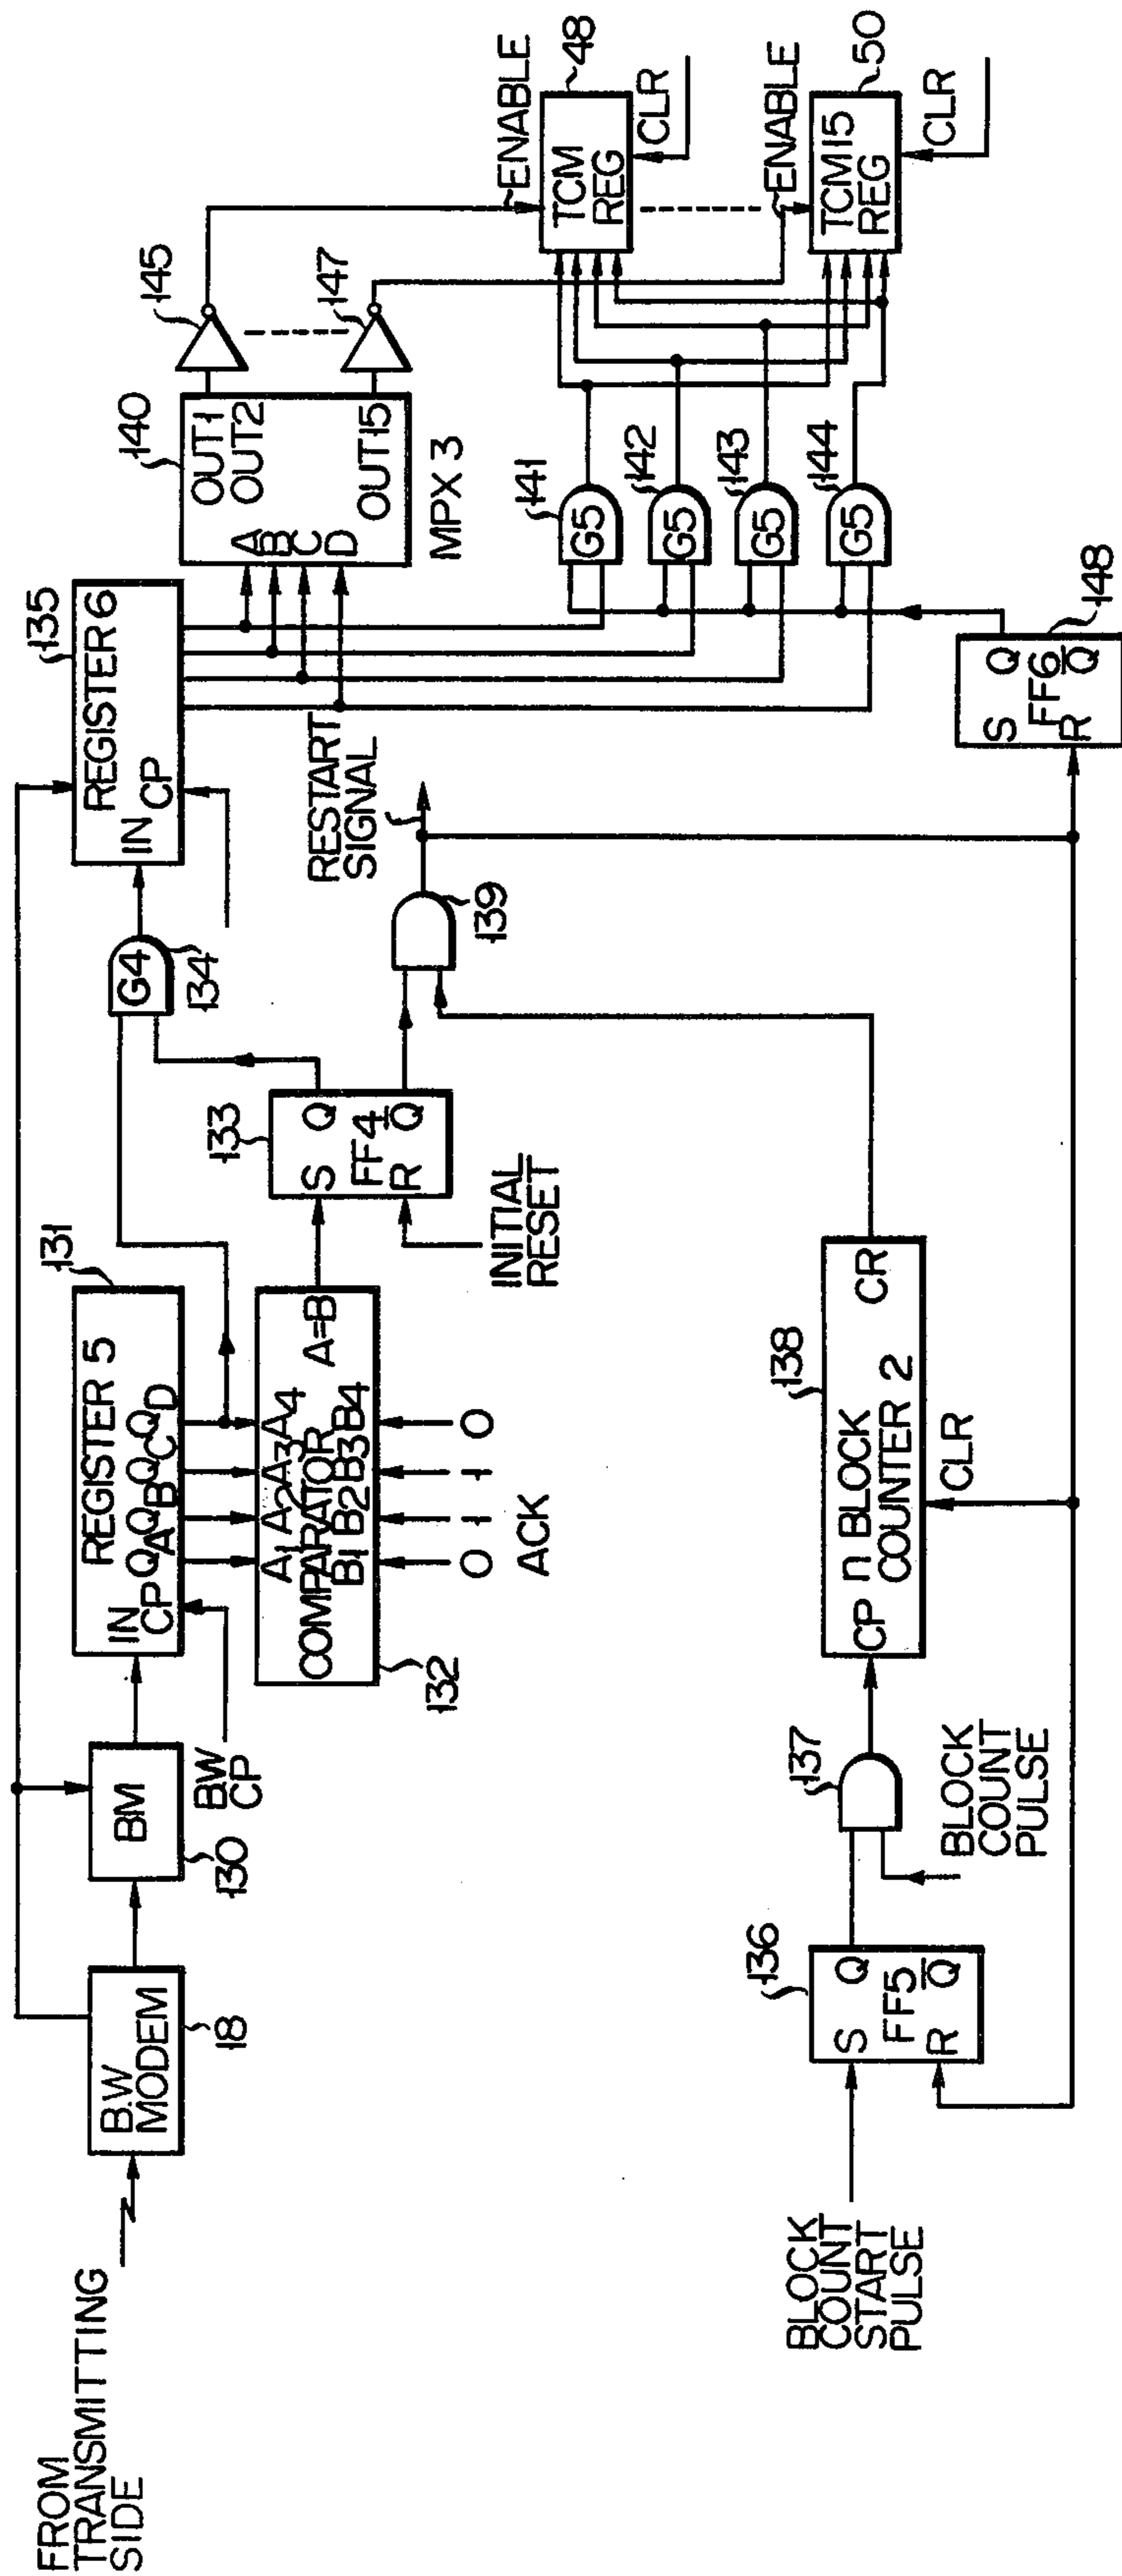 FROM
TRANSMITTING
SIDE
B.W
MODEM
18
BM
130
BW
CP
REGISTER 5
IN
CP
QA QB QC QD
131
A1 A2 A3 A4
COMPARATOR
B1 B2 B3 B4
A=B
132
0 1 1 0
ACK
133
S Q
FF4
R Q
INITIAL
RESET
G4
134
135
REGISTER 6
IN
CP
RESTART
SIGNAL
139
140
OUT1
OUT2
OUT15
A
B
C
D
MPX 3
145
147
ENABLE
48
TCM
REG
CLR
ENABLE
50
TCM15
REG
CLR
141
G5
142
G5
143
G5
144
G5
148
S Q
FF6
R Q
BLOCK
COUNT
START
PULSE
136
S Q
FF5
R Q
137
BLOCK
COUNT
PULSE
138
CP n BLOCK
COUNTER 2
CR
CLR